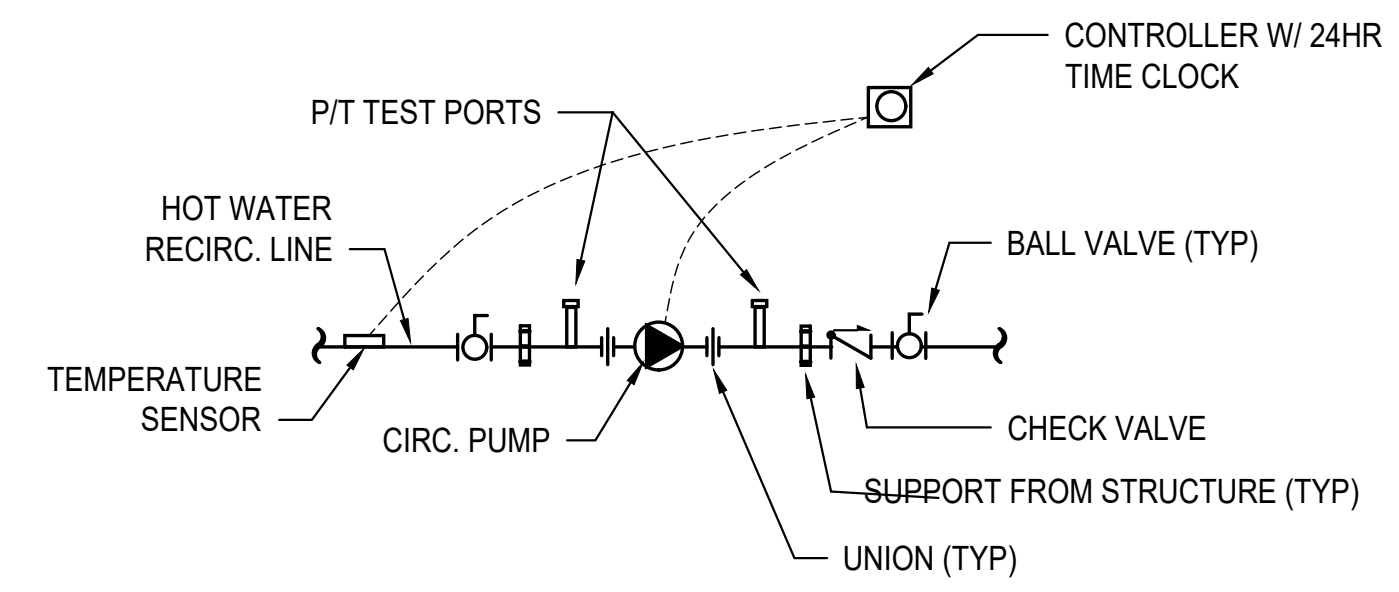 CONTROLLER W/ 24HR
TIME CLOCK
P/T TEST PORTS
HOT WATER
RECIRC. LINE
BALL VALVE (TYP)
TEMPERATURE
SENSOR
CIRC. PUMP
CHECK VALVE
SUPPORT FROM STRUCTURE (TYP)
UNION (TYP)